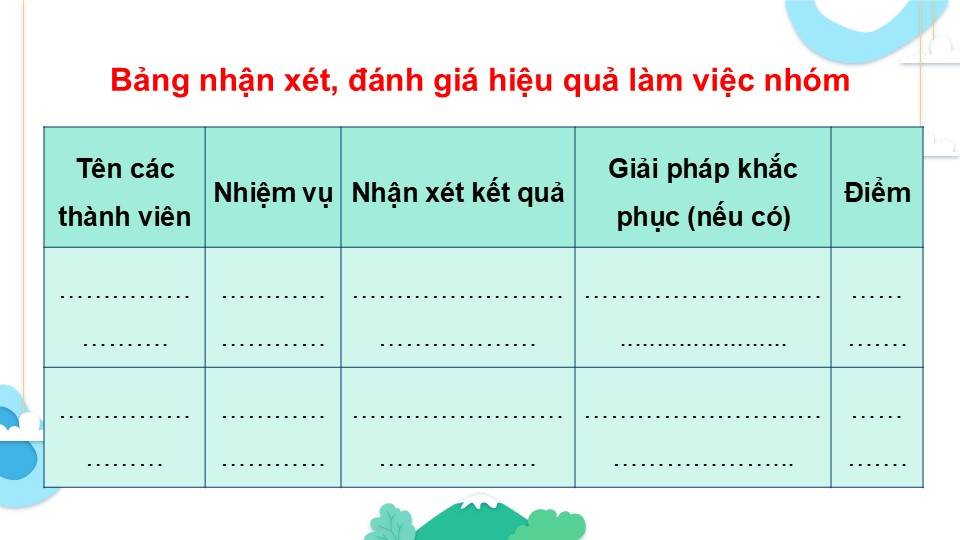 Bảng nhận xét, đánh giá hiệu quả làm việc nhóm
Tên các
thành viên
Nhiệm vụ
Nhận xét kết quả
Giải pháp khắc
phục (nếu có)
Điểm
……………
……….
…………
…………
……………………
………………
………………………
......................
……
…….
……………
………
…………
…………
……………………
………………
………………………
………………...
……
…….